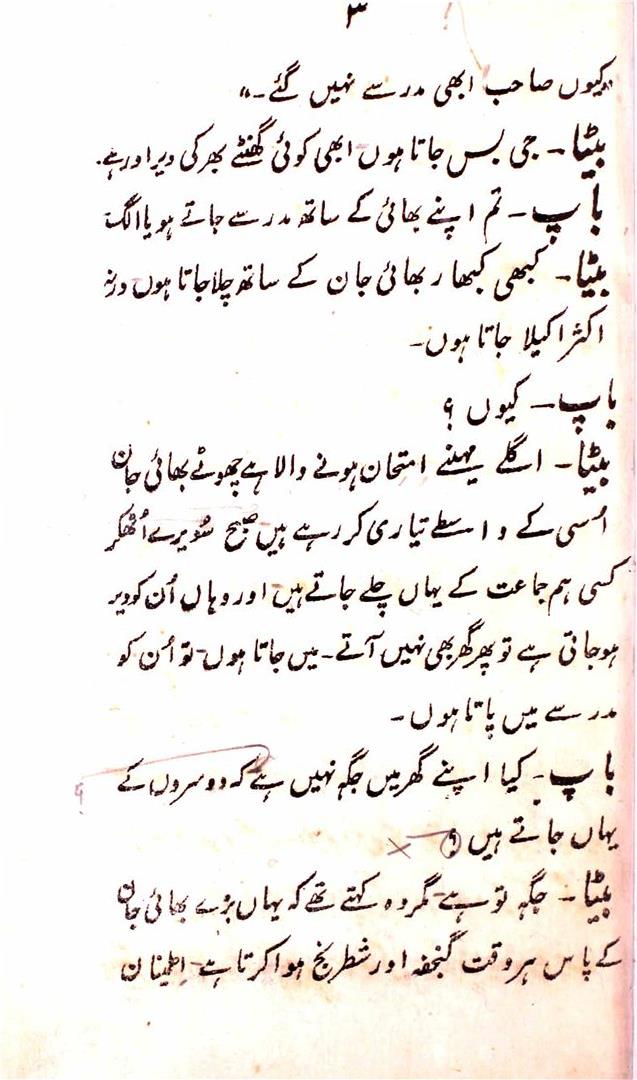 ۳
"کیوں صاحب ابھی مدرسے نہیں گئے۔"
بیٹا۔ جی بس جاتا ہوں ابھی کوئی گھنٹے بھر کی دیر اور ہے۔
باپ۔ تم اپنے بھائی کے ساتھ مدرسے جاتے ہو یا الگ
بیٹا۔ کبھی کبھار بھائی جان کے ساتھ چلا جاتا ہوں ورنہ
اکثر اکیلا جاتا ہوں۔
باپ۔ کیوں ؟
بیٹا۔ اگلے مہینے امتحان ہونے والا ہے چھوٹے بھائی جان
اُسی کے واسطے تیاری کر رہے ہیں صبح سویرے اُٹھ کر
کسی ہم جماعت کے یہاں چلے جاتے ہیں اور وہاں اُن کو دیر
ہو جاتی ہے تو پھر گھر بھی نہیں آتے۔ میں جاتا ہوں تو اُن کو
مدرسے میں پاتا ہوں۔
باپ۔ کیا اپنے گھر میں جگہ نہیں ہے کہ دوسروں کے
یہاں جاتے ہیں ؟
بیٹا۔ جگہ تو ہے۔ مگر وہ کہتے تھے کہ یہاں بڑے بھائی جان
کے پاس ہر وقت گنجفہ اور شطرنج ہوا کرتا ہے۔ اطمینان